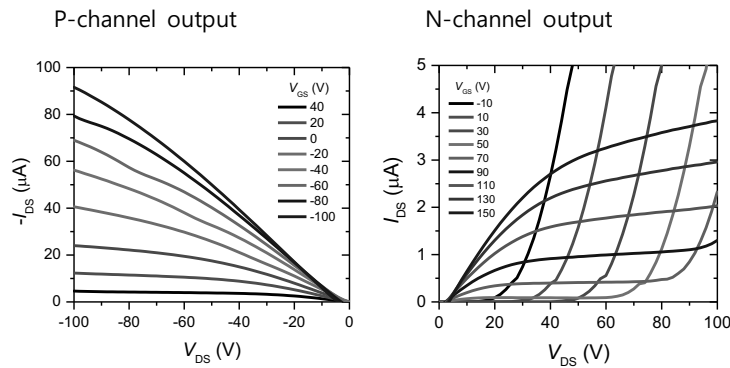 P-channel output
N-channel output
100
80
60
40
20
0
-I_DS (μA)
-100 -80 -60 -40 -20 0
V_DS (V)
V_GS (V)
40
20
0
-20
-40
-60
-80
-100
5
4
3
2
1
0
I_DS (μA)
0 20 40 60 80 100
V_DS (V)
V_GS (V)
-10
10
30
50
70
90
110
130
150